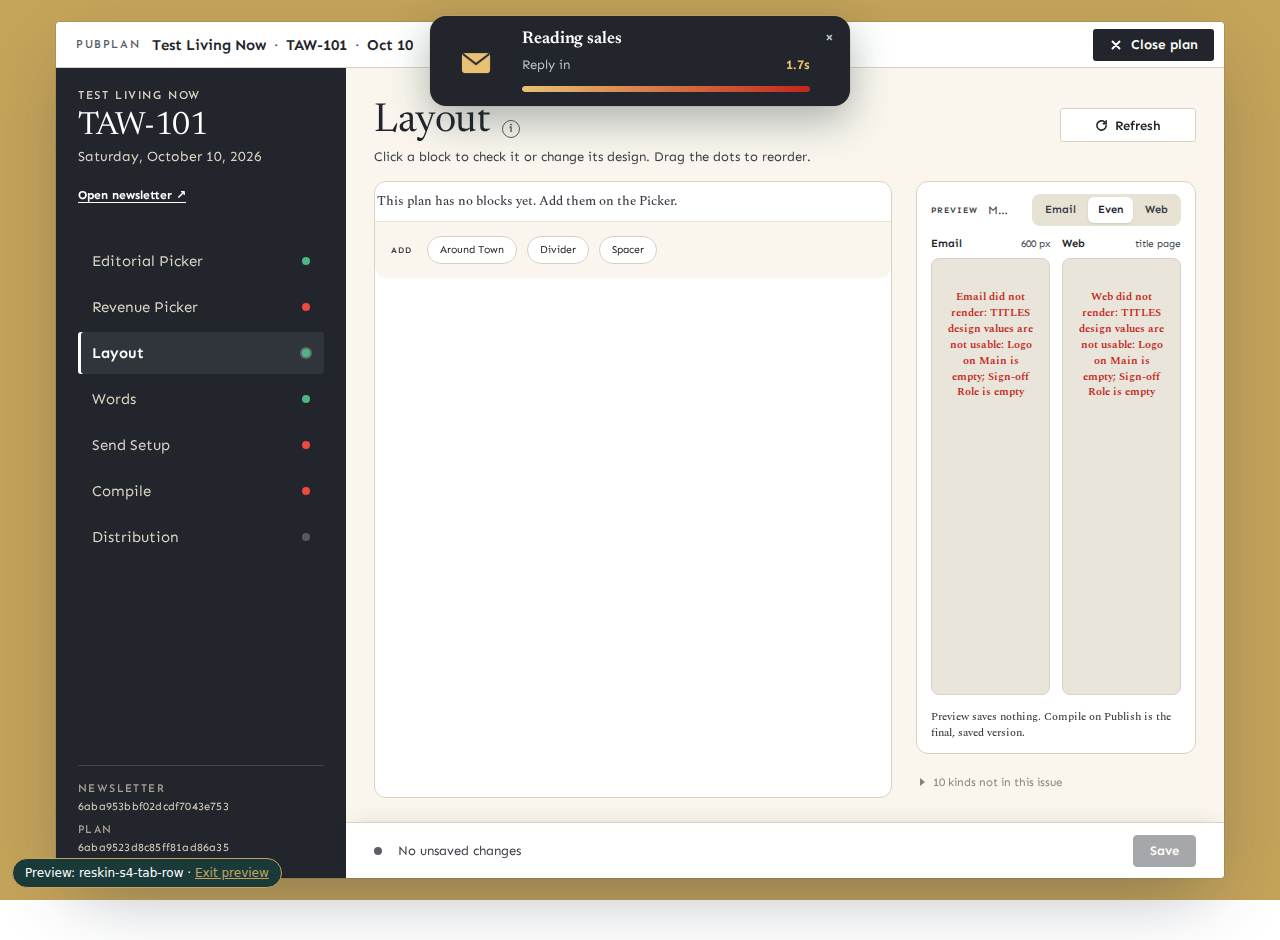 PUBPLAN Test Living Now · TAW-101 · Oct 10
Reading sales
×
Reply in 1.7s
Close plan
TEST LIVING NOW
TAW-101
Saturday, October 10, 2026
Open newsletter ↗
Editorial Picker
Revenue Picker
Layout
Words
Send Setup
Compile
Distribution
NEWSLETTER
6aba953bbf02dcdf7043e753
PLAN
6aba9523d8c85ff81ad86a35
Preview: reskin-s4-tab-row · Exit preview
Layout i
Click a block to check it or change its design. Drag the dots to reorder.
Refresh
This plan has no blocks yet. Add them on the Picker.
ADD Around Town Divider Spacer
PREVIEW M... Email Even Web
Email 600 px Web title page
Email did not
render: TITLES
design values are
not usable: Logo
on Main is
empty; Sign-off
Role is empty
Web did not
render: TITLES
design values are
not usable: Logo
on Main is
empty; Sign-off
Role is empty
Preview saves nothing. Compile on Publish is the
final, saved version.
10 kinds not in this issue
No unsaved changes
Save